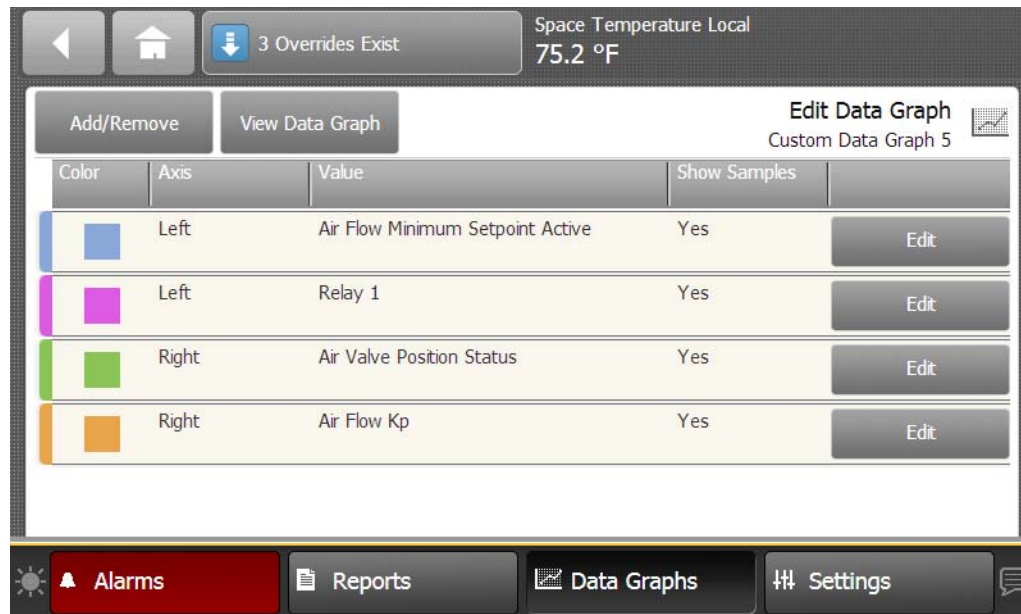 3 Overrides Exist
Space Temperature Local
75.2 °F
Add/Remove
View Data Graph
Edit Data Graph
Custom Data Graph 5
Color Axis Value Show Samples
Left Air Flow Minimum Setpoint Active Yes Edit
Left Relay 1 Yes Edit
Right Air Valve Position Status Yes Edit
Right Air Flow Kp Yes Edit
Alarms Reports Data Graphs Settings